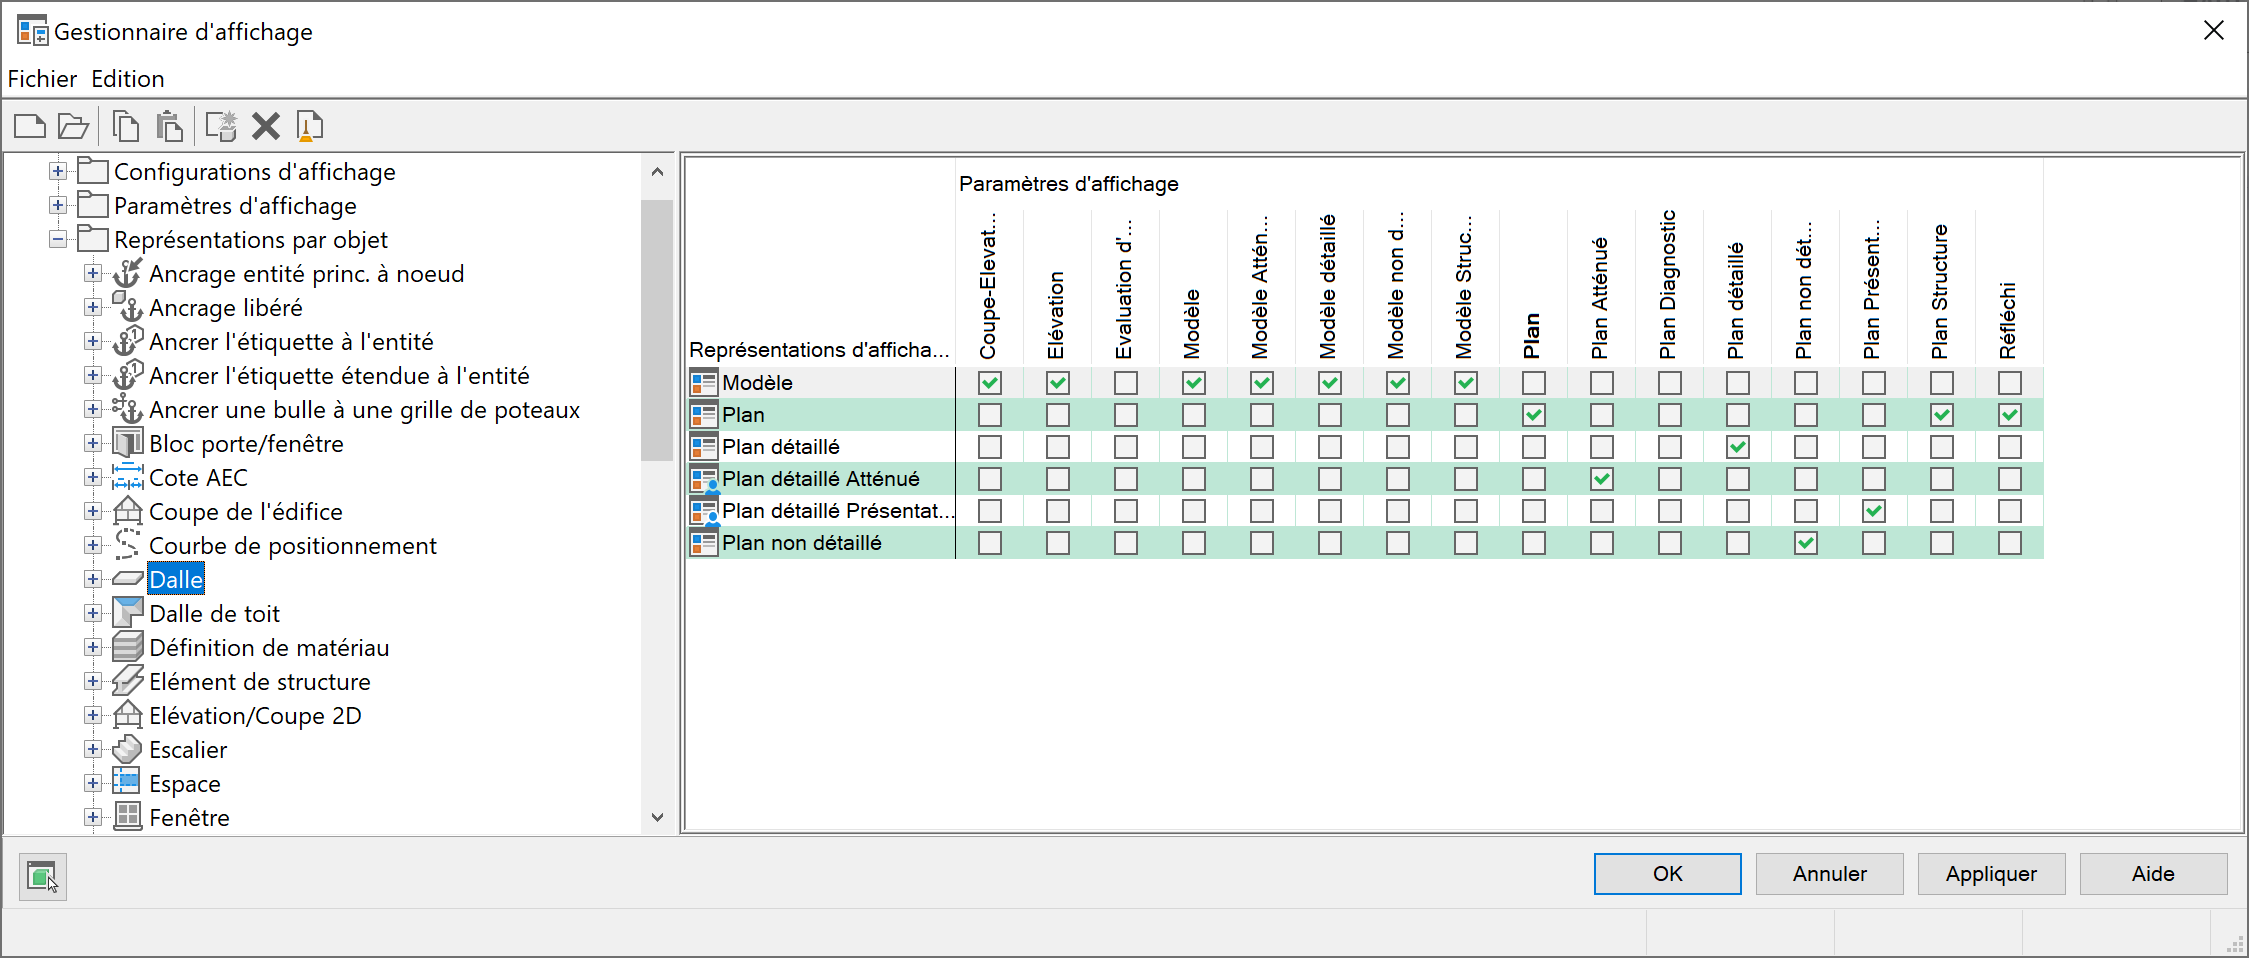 Gestionnaire d'affichage
Fichier Edition
Configurations d'affichage
Paramètres d'affichage
Représentations par objet
Ancrage entité princ. à noeud
Ancrage libéré
Ancrer l'étiquette à l'entité
Ancrer l'étiquette étendue à l'entité
Ancrer une bulle à une grille de poteaux
Bloc porte/fenêtre
Cote AEC
Coupe de l'édifice
Courbe de positionnement
Dalle
Dalle de toit
Définition de matériau
Elément de structure
Elévation/Coupe 2D
Escalier
Espace
Fenêtre
Paramètres d'affichage
Représentations d'afficha...
Coupe-Elevat...
Elévation
Evaluation d'...
Modèle
Modèle Attén...
Modèle détaillé
Modèle non d...
Modèle Struc...
Plan
Plan Atténué
Plan Diagnostic
Plan détaillé
Plan non dét...
Plan Présent...
Plan Structure
Réfléchi
Modèle
Plan
Plan détaillé
Plan détaillé Atténué
Plan détaillé Présentat...
Plan non détaillé
OK Annuler Appliquer Aide